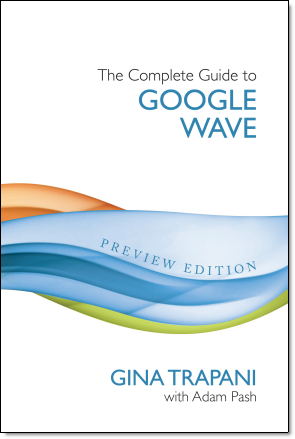 The Complete Guide to
GOOGLE
WAVE
PREVIEW EDITION
GINA TRAPANI
with Adam Pash